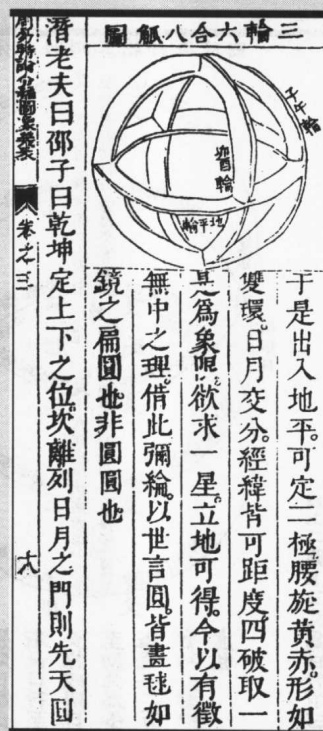 三輪六合八觚圖
子午輪
卯酉輪
地平輪
于是出入地平。可定二極。腰旋黃赤。形如
雙環。日月交分。經緯皆可距度。四破取一
是爲象限。欲求一星。立地可得。今以有徵
無中之理。借此彌綸。以世言圓。皆畫毬如
鏡之扁圓也。非圓圓也
潛老夫曰邵子曰乾坤定上下之位。坎離列日月之門則先天圓
周易時論合編圖象幾表
卷之三
十八